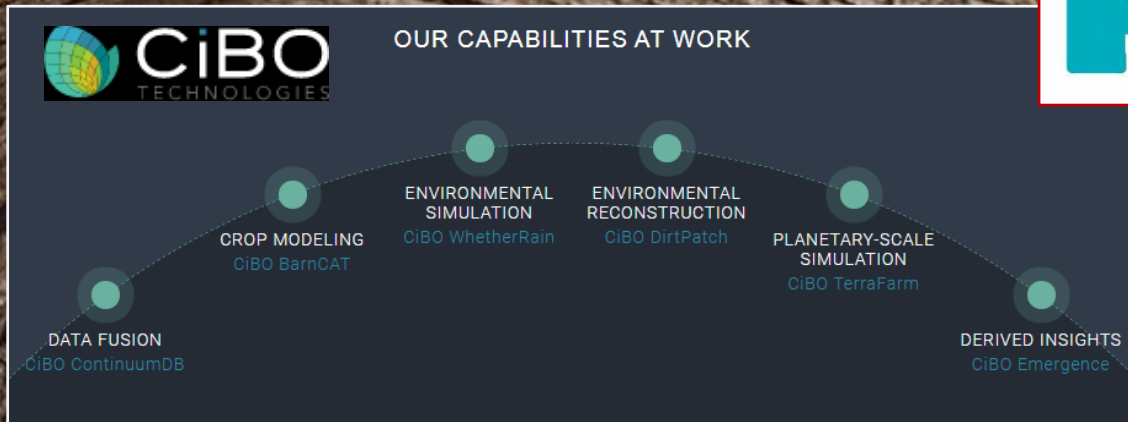 CiBO
TECHNOLOGIES
OUR CAPABILITIES AT WORK
DATA FUSION
CiBO ContinuumDB
CROP MODELING
CiBO BarnCAT
ENVIRONMENTAL
SIMULATION
CiBO WhetherRain
ENVIRONMENTAL
RECONSTRUCTION
CiBO DirtPatch
PLANETARY-SCALE
SIMULATION
CiBO TerraFarm
DERIVED INSIGHTS
CiBO Emergence